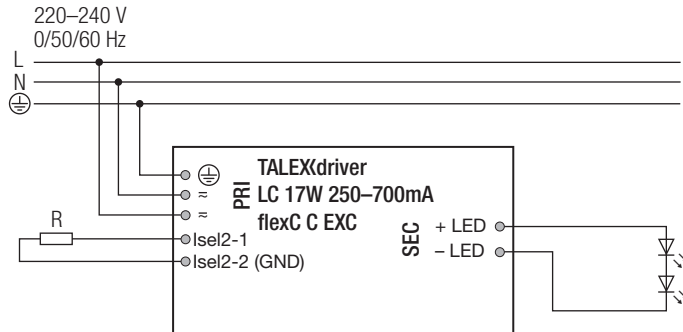 220–240 V
0/50/60 Hz
L
N
PRI
TALEXXdriver
LC 17W 250–700mA
flexC C EXC
≂
≂
R
Isel2-1
Isel2-2 (GND)
SEC
+ LED
– LED